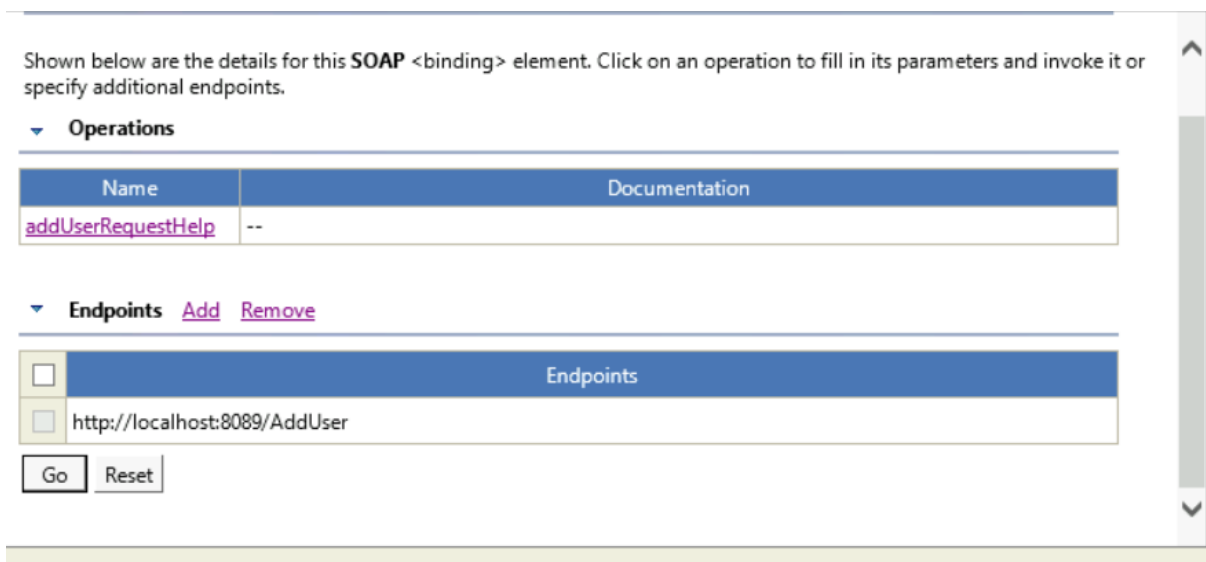 Shown below are the details for this SOAP <binding> element. Click on an operation to fill in its parameters and invoke it or
specify additional endpoints.
Operations
Name Documentation
addUserRequestHelp --
Endpoints Add Remove
Endpoints
http://localhost:8089/AddUser
Go Reset